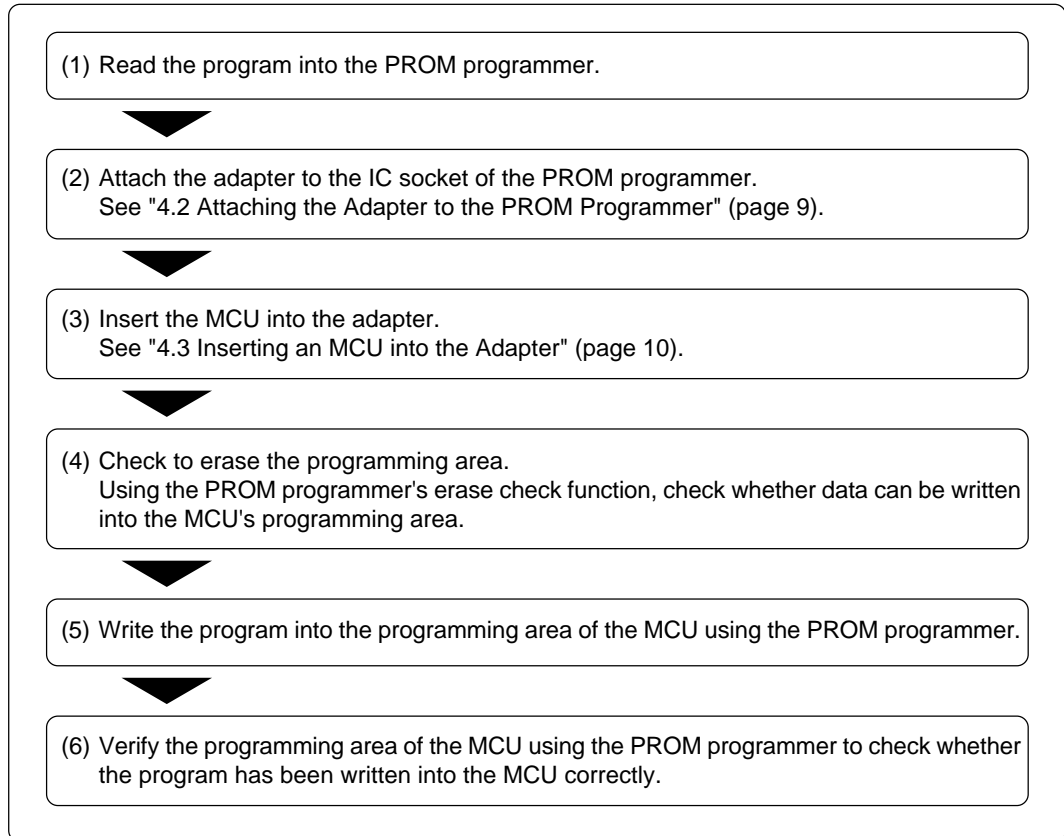 (1) Read the program into the PROM programmer.
(2) Attach the adapter to the IC socket of the PROM programmer.
See "4.2 Attaching the Adapter to the PROM Programmer" (page 9).
(3) Insert the MCU into the adapter.
See "4.3 Inserting an MCU into the Adapter" (page 10).
(4) Check to erase the programming area.
Using the PROM programmer's erase check function, check whether data can be written
into the MCU's programming area.
(5) Write the program into the programming area of the MCU using the PROM programmer.
(6) Verify the programming area of the MCU using the PROM programmer to check whether
the program has been written into the MCU correctly.